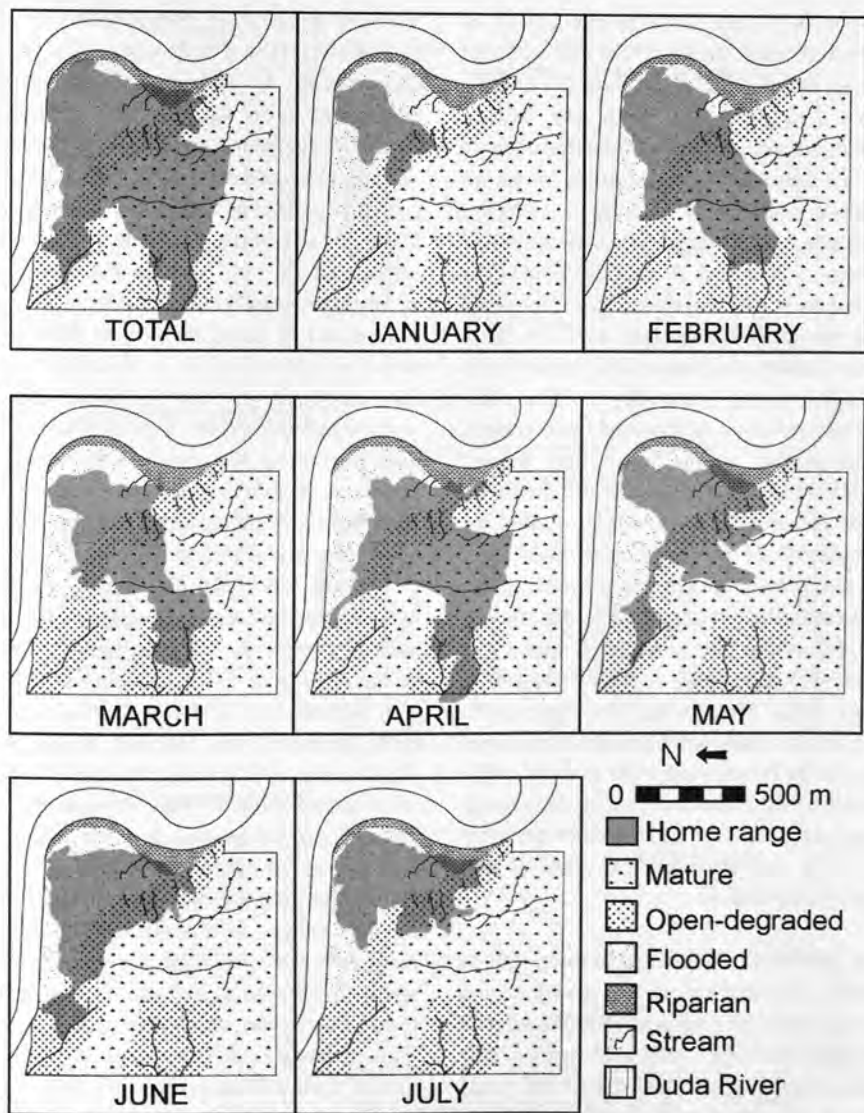 TOTAL
JANUARY
FEBRUARY
MARCH
APRIL
MAY
N
0 500 m
Home range
Mature
Open-degraded
Flooded
Riparian
Stream
Duda River
JUNE
JULY